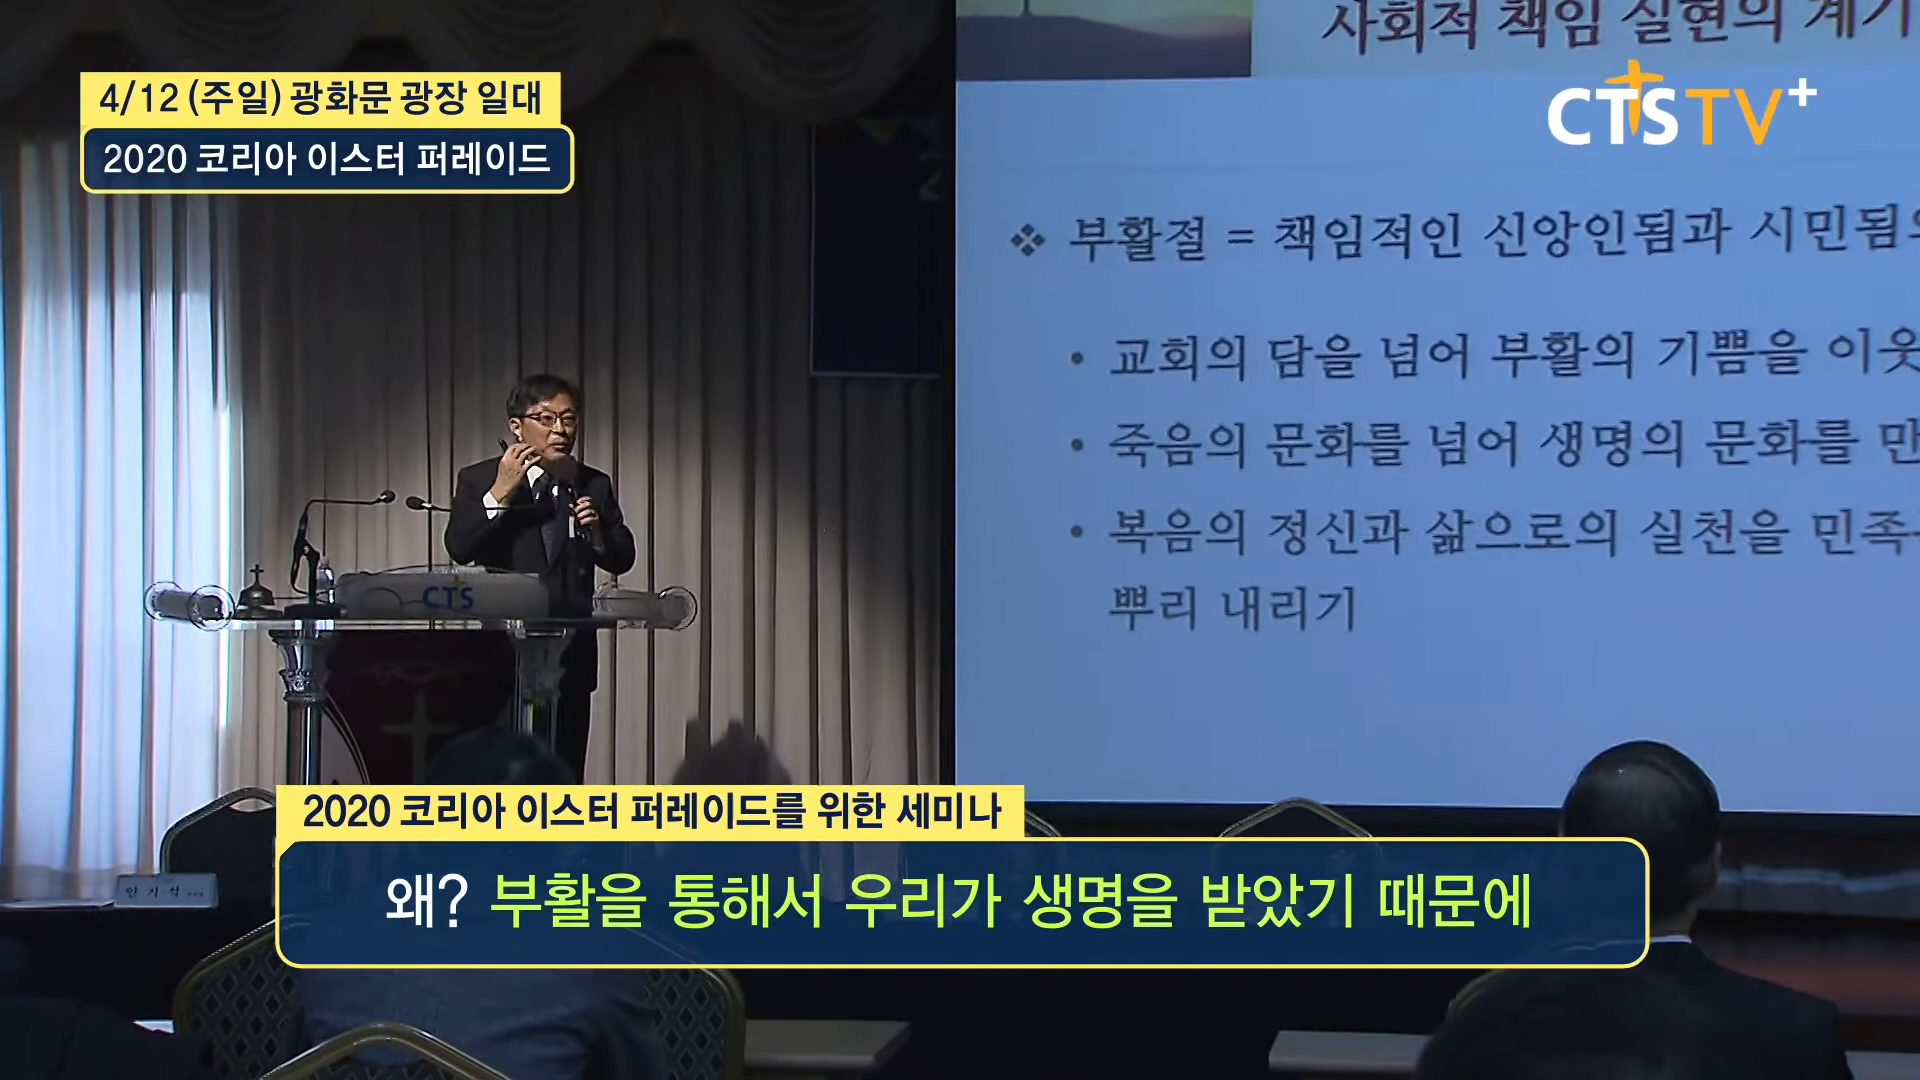 4/12 (주일) 광화문 광장 일대
2020 코리아 이스터 퍼레이드
CTSTV+
사회적 책임 실현의 계기
부활절 = 책임적인 신앙인됨과 시민됨의
• 교회의 담을 넘어 부활의 기쁨을 이웃
• 죽음의 문화를 넘어 생명의 문화를 만
• 복음의 정신과 삶으로의 실천을 민족
뿌리 내리기
CTS
안기석
2020 코리아 이스터 퍼레이드를 위한 세미나
왜? 부활을 통해서 우리가 생명을 받았기 때문에